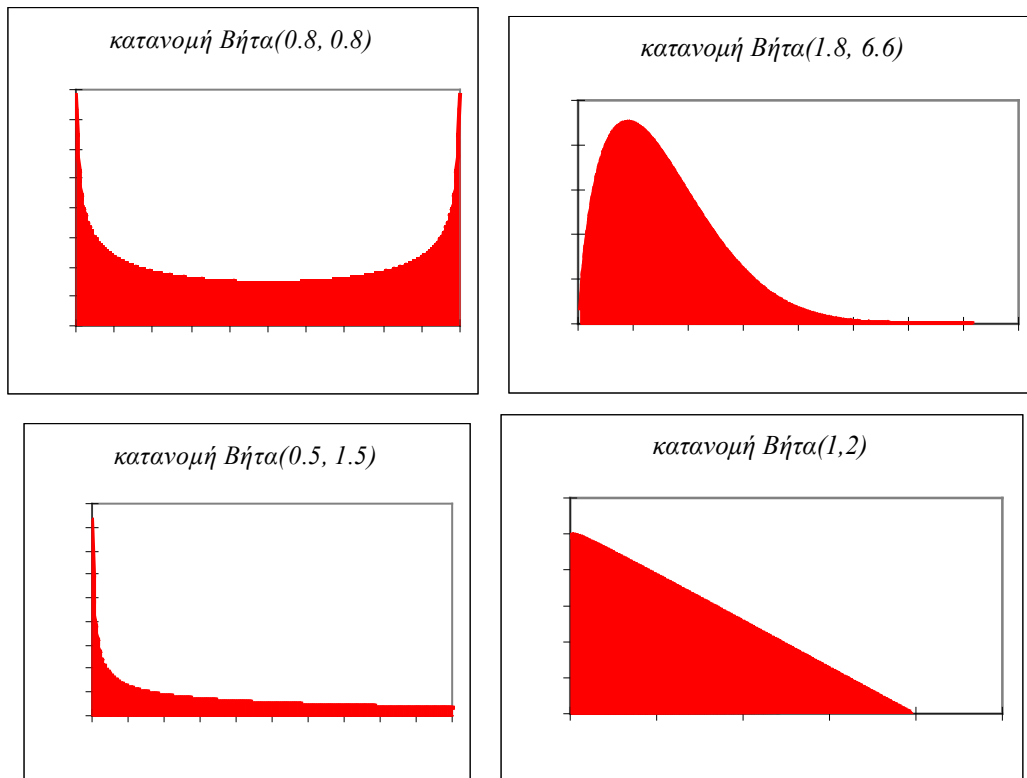 κατανομή Βήτα(0.8, 0.8)
κατανομή Βήτα(1.8, 6.6)
κατανομή Βήτα(0.5, 1.5)
κατανομή Βήτα(1,2)